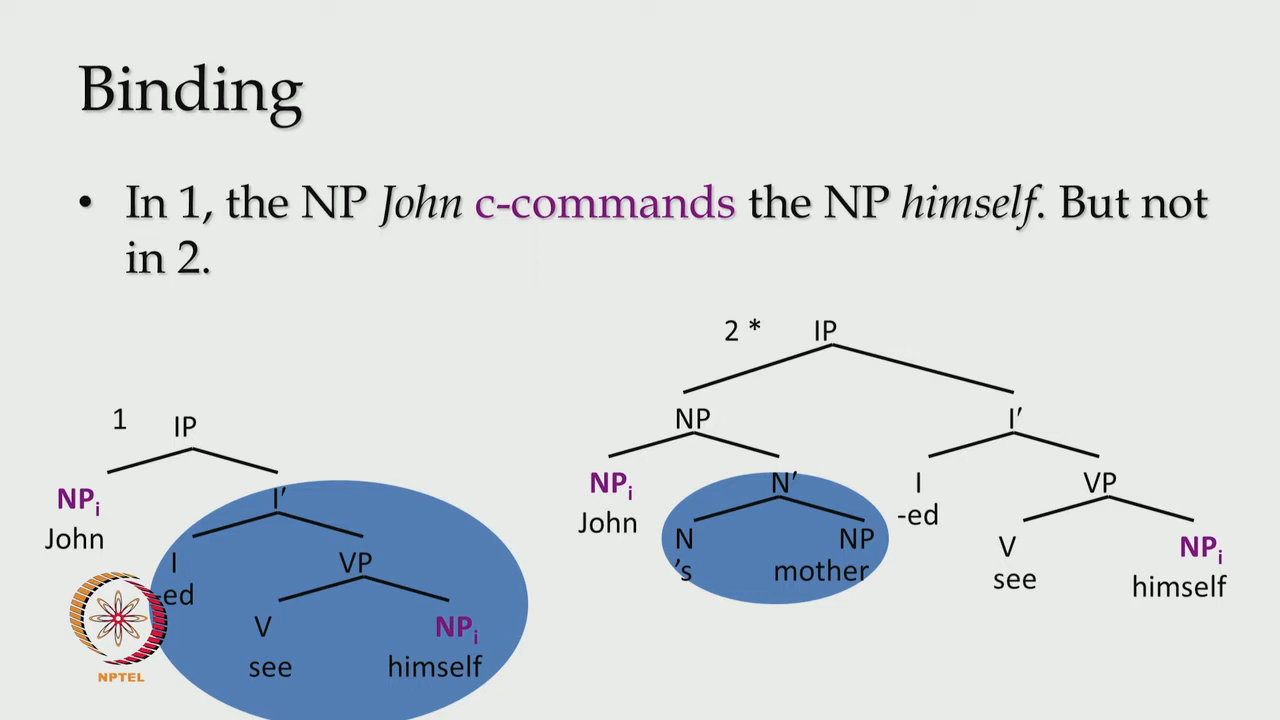 Binding
• In 1, the NP John c-commands the NP himself. But not
in 2.
1 IP
NPi I′
John
I VP
-ed
V NPi
see himself
2 * IP
NP I′
NPi N′ I VP
John -ed
N NP V NPi
’s mother see himself
NPTEL